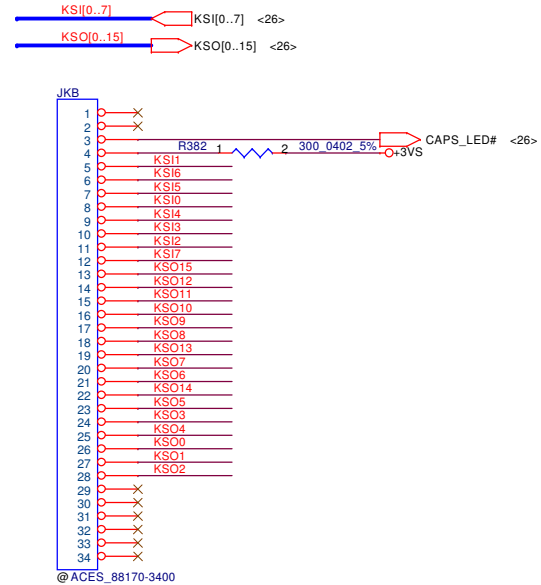 KSI[0..7] KSI[0..7] <26>
KSO[0..15] KSO[0..15] <26>
JKB
1
2
3 CAPS_LED# <26>
4 R382 1 2 300_0402_5% +3VS
5 KSI1
6 KSI6
7 KSI5
8 KSI0
9 KSI4
10 KSI3
11 KSI2
12 KSI7
13 KSO15
14 KSO12
15 KSO11
16 KSO10
17 KSO9
18 KSO8
19 KSO13
20 KSO7
21 KSO6
22 KSO14
23 KSO5
24 KSO3
25 KSO4
26 KSO0
27 KSO1
28 KSO2
29
30
31
32
33
34
@ ACES_88170-3400